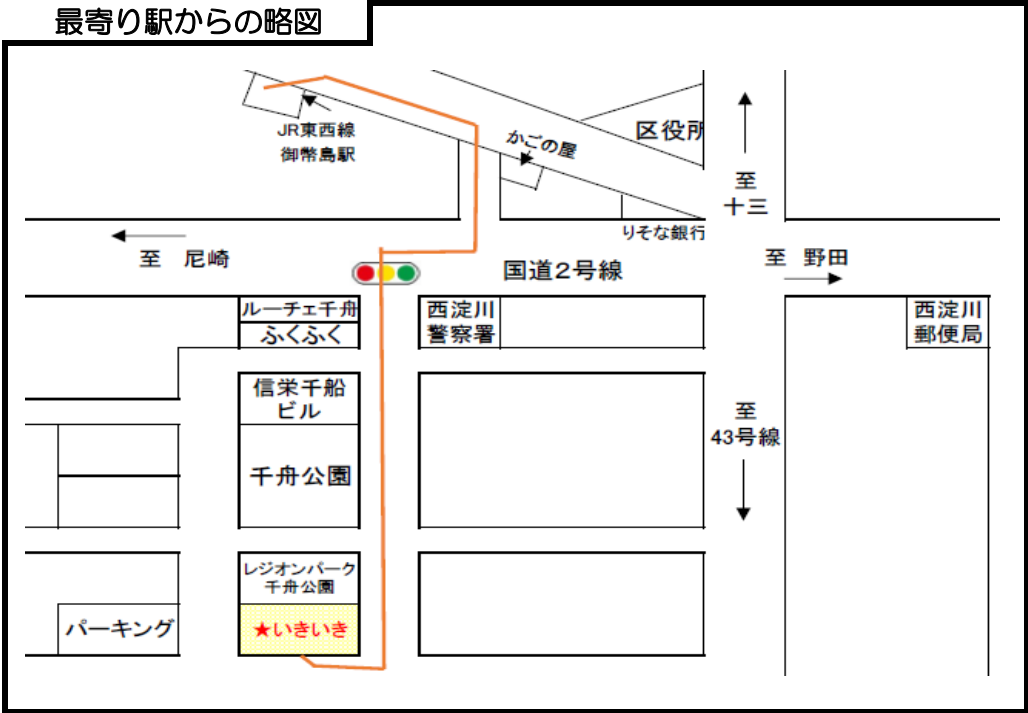 最寄り駅からの略図
JR東西線
御幣島駅
かごの屋
区役所
至
十三
りそな銀行
至 尼崎
国道2号線
至 野田
ルーチェ千舟
ふくふく
西淀川
警察署
西淀川
郵便局
信栄千船
ビル
千舟公園
至
43号線
レジオンパーク
千舟公園
パーキング
★いきいき